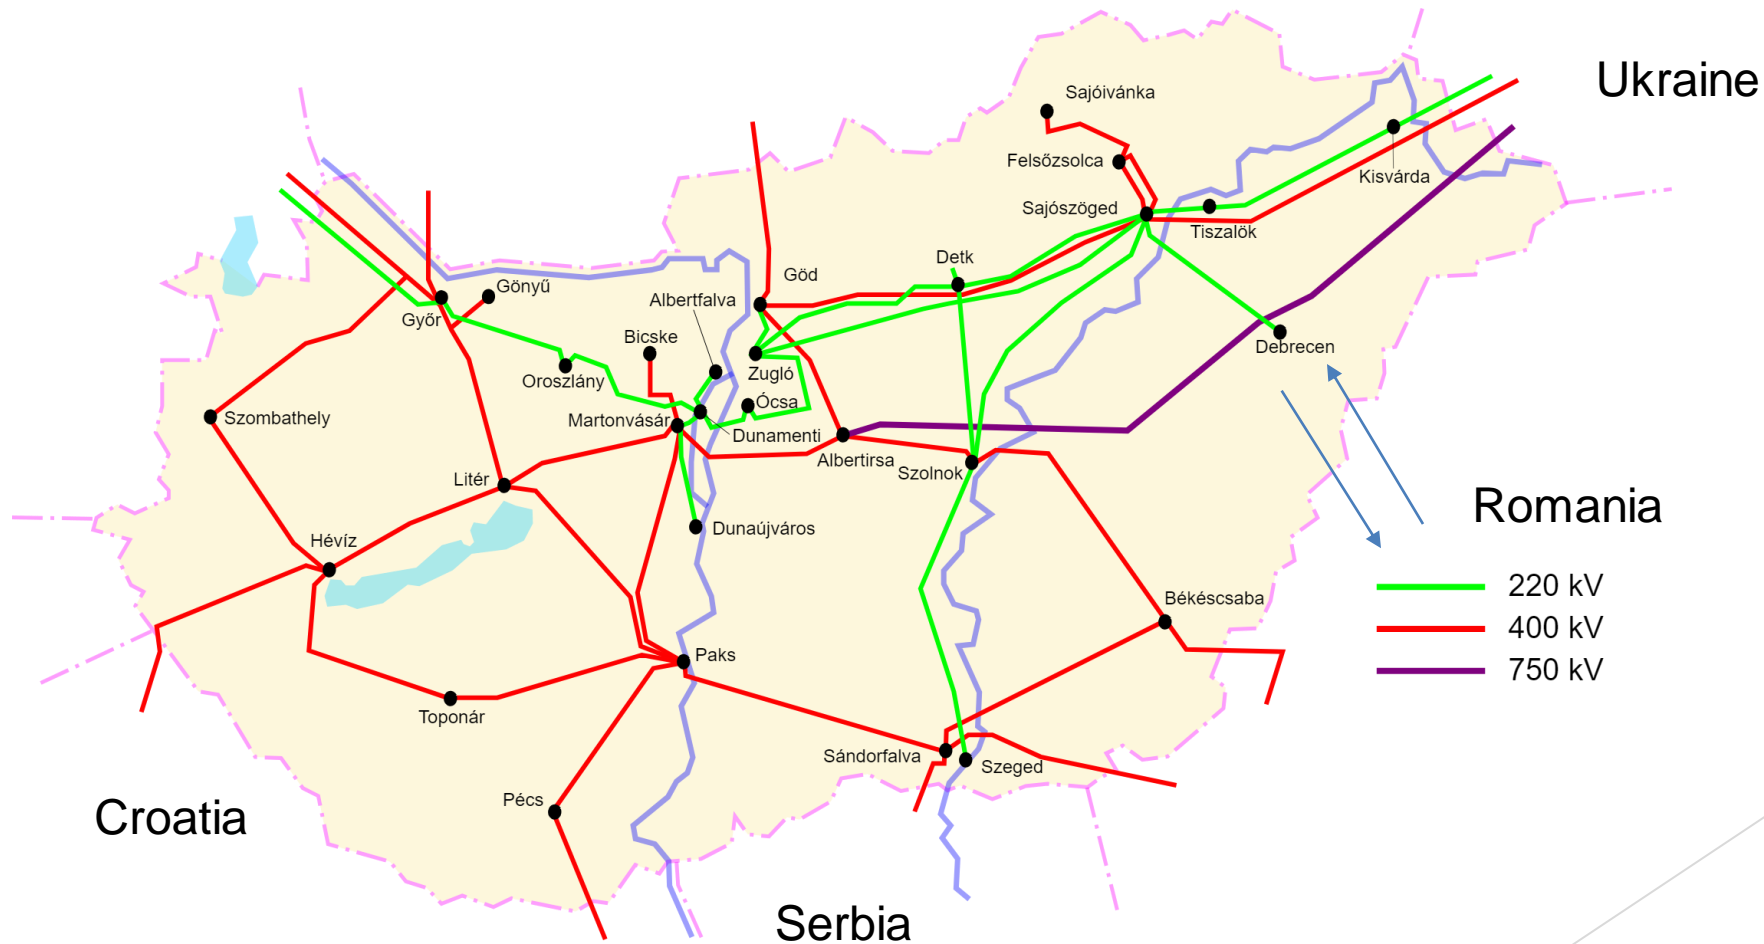 Ukraine
Sajóivánka
Felsőzsolca
Kisvárda
Sajószöged
Tiszalök
Detk
Göd
Gönyű
Albertfalva
Győr
Bicske
Debrecen
Zugló
Oroszlány
Ócsa
Szombathely
Martonvásár
Dunamenti
Albertirsa
Szolnok
Litér
Romania
Dunaújváros
Hévíz
220 kV
Békéscsaba
400 kV
Paks
750 kV
Toponár
Sándorfalva
Szeged
Pécs
Croatia
Serbia